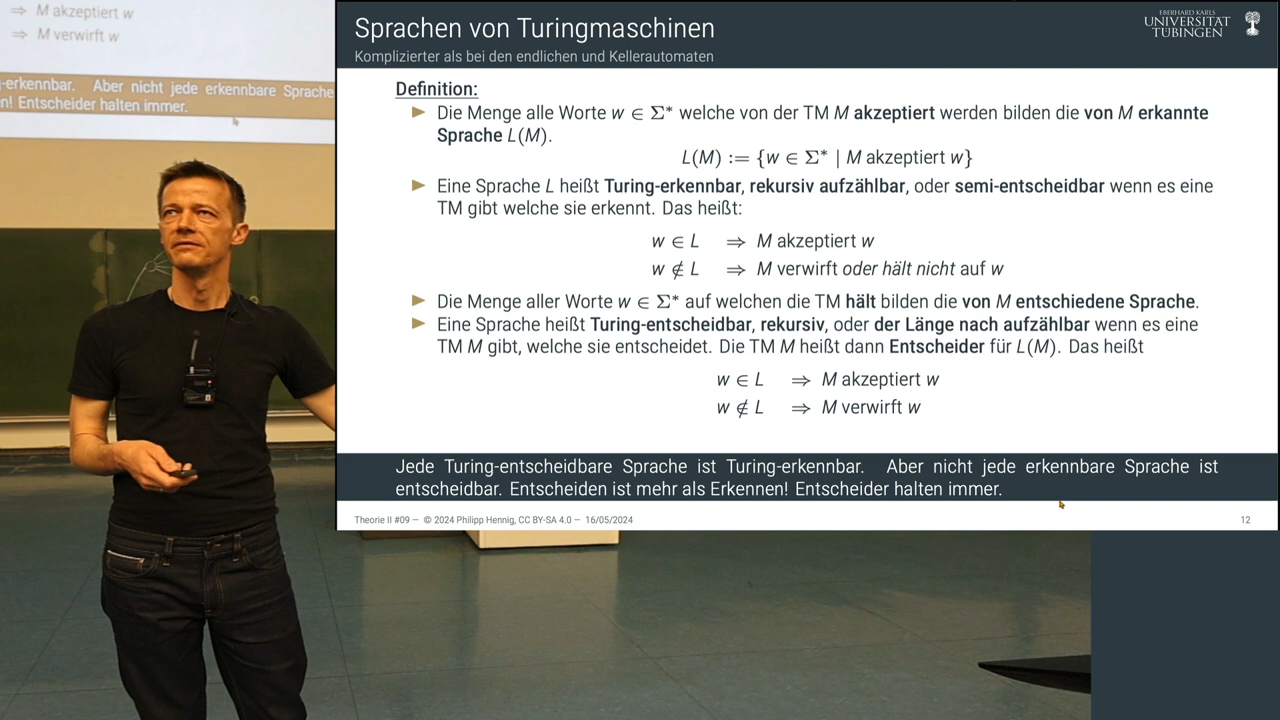 ⇒ M akzeptiert w
⇒ M verwirft w
-erkennbar. Aber nicht jede erkennbare Sprache
n! Entscheider halten immer.
Sprachen von Turingmaschinen
Komplizierter als bei den endlichen und Kellerautomaten
EBERHARD KARLS
UNIVERSITÄT
TÜBINGEN
Definition:
► Die Menge alle Worte w ∈ Σ* welche von der TM M akzeptiert werden bilden die von M erkannte
Sprache L(M).
L(M) := {w ∈ Σ* | M akzeptiert w}
► Eine Sprache L heißt Turing-erkennbar, rekursiv aufzählbar, oder semi-entscheidbar wenn es eine
TM gibt welche sie erkennt. Das heißt:
w ∈ L ⇒ M akzeptiert w
w ∉ L ⇒ M verwirft oder hält nicht auf w
► Die Menge aller Worte w ∈ Σ* auf welchen die TM hält bilden die von M entschiedene Sprache.
► Eine Sprache heißt Turing-entscheidbar, rekursiv, oder der Länge nach aufzählbar wenn es eine
TM M gibt, welche sie entscheidet. Die TM M heißt dann Entscheider für L(M). Das heißt
w ∈ L ⇒ M akzeptiert w
w ∉ L ⇒ M verwirft w
Jede Turing-entscheidbare Sprache ist Turing-erkennbar. Aber nicht jede erkennbare Sprache ist
entscheidbar. Entscheiden ist mehr als Erkennen! Entscheider halten immer.
Theorie II #09 — © 2024 Philipp Hennig, CC BY-SA 4.0 — 16/05/2024
12